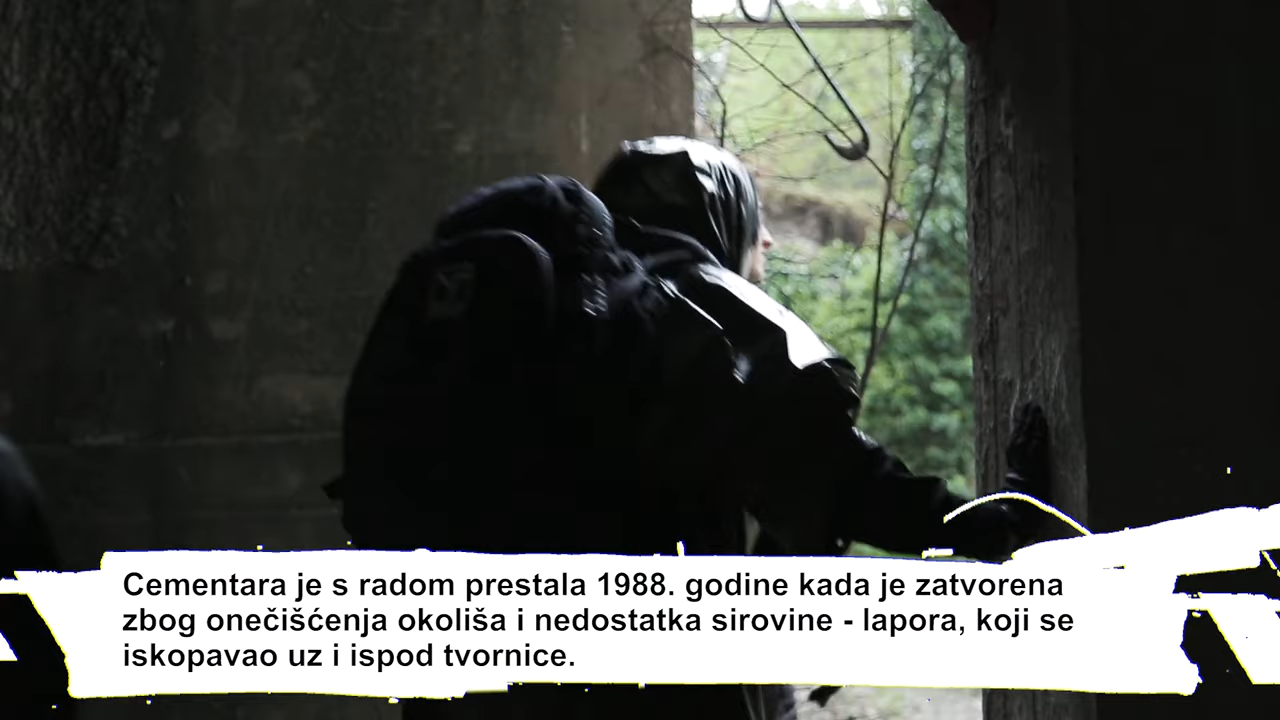 Cementara je s radom prestala 1988. godine kada je zatvorena
zbog onečišćenja okoliša i nedostatka sirovine - lapora, koji se
iskopavao uz i ispod tvornice.